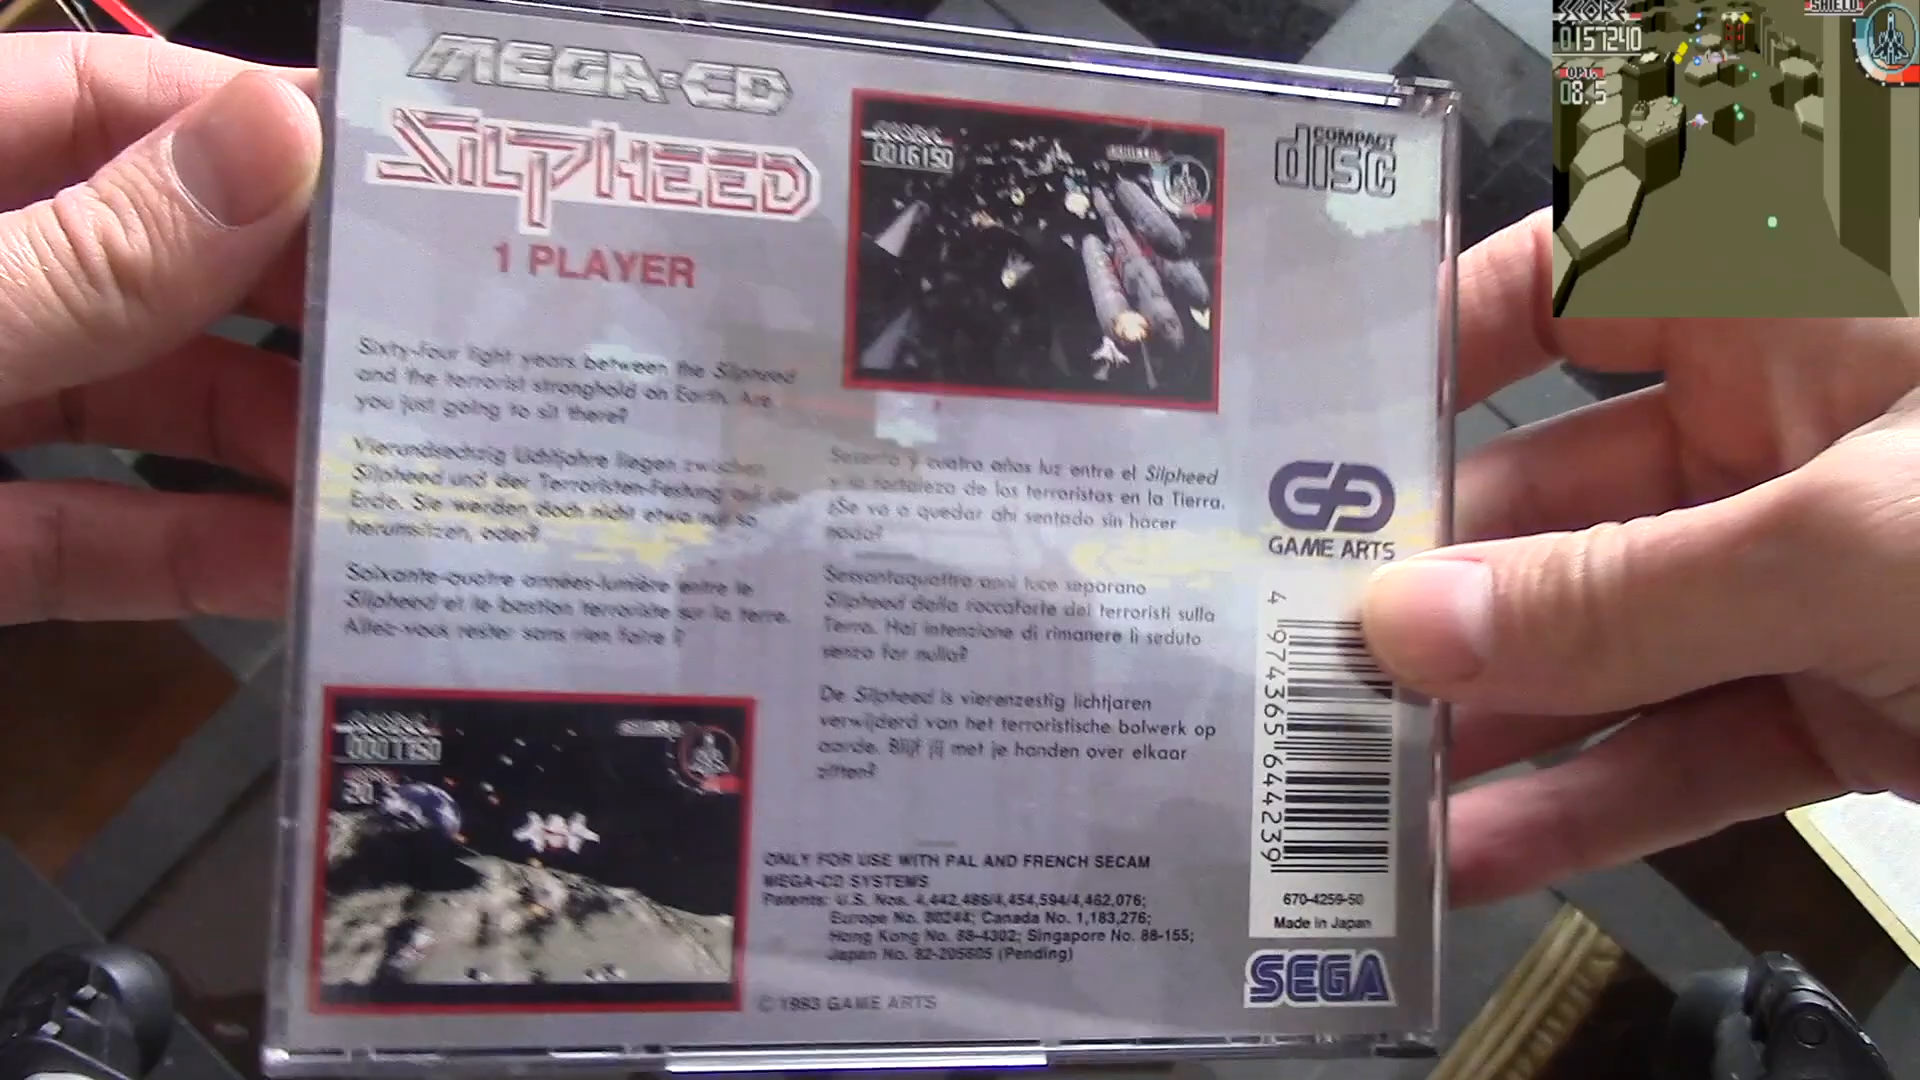 MEGA-CD
SILPHEED
1 PLAYER
Sixty-four light years between the Silpheed
and the terrorist stronghold on Earth. Are
you just going to sit there?
Vierundsechzig Lichtjahre liegen zwischen
Silpheed und der Terroristen-Festung auf der
Erde. Sie werden doch nicht etwa nur so
herumsitzen, oder?
Soixante-quatre années-lumière entre le
Silpheed et le bastion terroriste sur la terre.
Allez-vous rester sans rien faire ?
SCORE
0001150
SHIELD
SCORE
0016150
SHIELD
Sesenta y cuatro años luz entre el Silpheed
y la fortaleza de los terroristas en la Tierra.
¿Se va a quedar ahí sentado sin hacer
nada?
Sessantaquattro anni luce separano
Silpheed dalla roccaforte dei terroristi sulla
Terra. Hai intenzione di rimanere lì seduto
senza far nulla?
De Silpheed is vierenzestig lichtjaren
verwijderd van het terroristische bolwerk op
aarde. Blijf jij met je handen over elkaar
zitten?
ONLY FOR USE WITH PAL AND FRENCH SECAM
MEGA-CD SYSTEMS
Patents: U.S. Nos. 4,442,486/4,454,594/4,462,076;
Europe No. 80244; Canada No. 1,183,276;
Hong Kong No. 88-4302; Singapore No. 88-155;
Japan No. 82-205605 (Pending)
© 1993 GAME ARTS
COMPACT
disc
GAME ARTS
4 974365 644239
670-4259-50
Made in Japan
SEGA
SCORE
0157240
OPT.
08.5
SHIELD